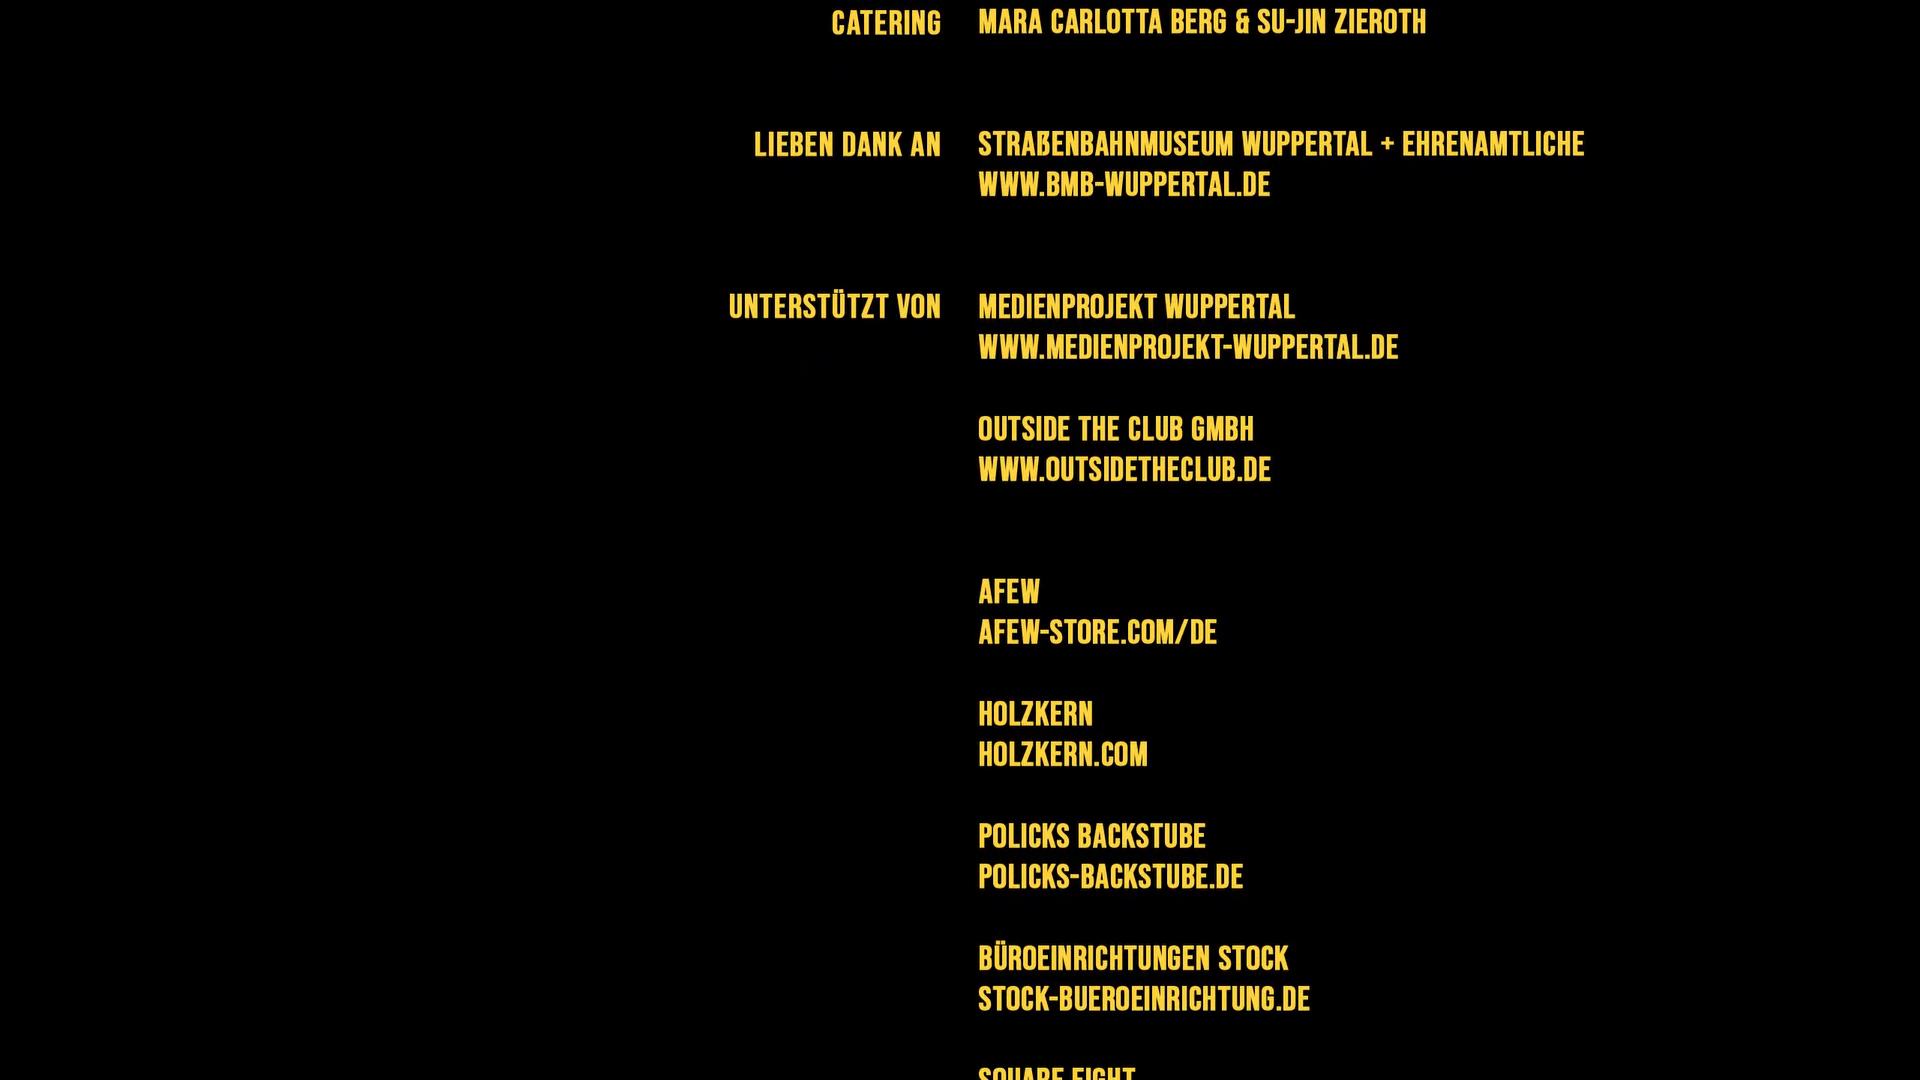 CATERING MARA CARLOTTA BERG & SU-JIN ZIEROTH
LIEBEN DANK AN STRAßENBAHNMUSEUM WUPPERTAL + EHRENAMTLICHE
WWW.BMB-WUPPERTAL.DE
UNTERSTÜTZT VON MEDIENPROJEKT WUPPERTAL
WWW.MEDIENPROJEKT-WUPPERTAL.DE
OUTSIDE THE CLUB GMBH
WWW.OUTSIDETHECLUB.DE
AFEW
AFEW-STORE.COM/DE
HOLZKERN
HOLZKERN.COM
POLICKS BACKSTUBE
POLICKS-BACKSTUBE.DE
BÜROEINRICHTUNGEN STOCK
STOCK-BUEROEINRICHTUNG.DE
SQUARE EIGHT